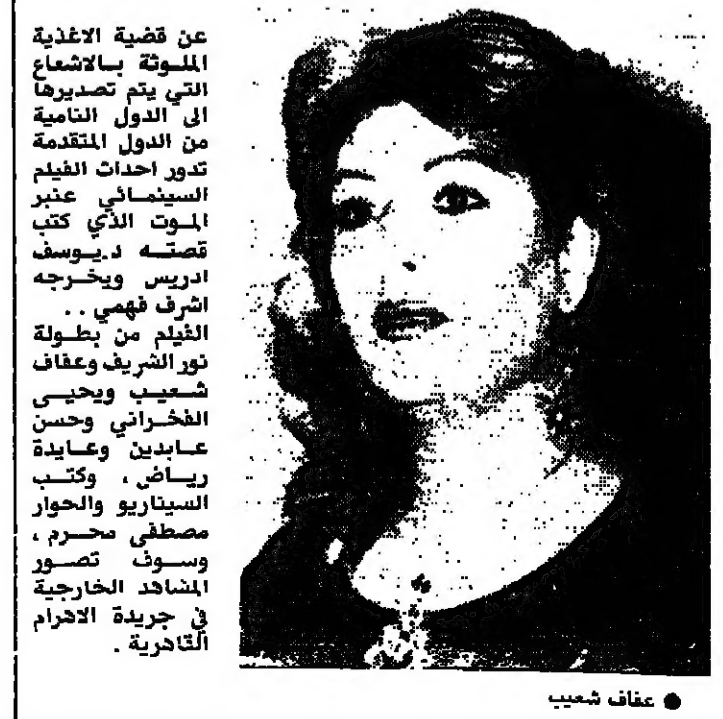 عن قضية الاغذية
الملوثة بالاشعاع
التي يتم تصديرها
الى الدول النامية
من الدول المتقدمة
تدور احداث الفيلم
السينمائي عنبر
الموت الذي كتب
قصته د.يوسف
ادريس ويخرجه
اشرف فهمي ..
الفيلم من بطولة
نور الشريف وعفاف
شعيب ويحيى
الفخراني وحسن
عابدين وعايدة
رياض ، وكتب
السيناريو والحوار
مصطفى محرم ،
وسوف تصور
المشاهد الخارجية
في جريدة الاهرام
القاهرية .
● عفاف شعيب